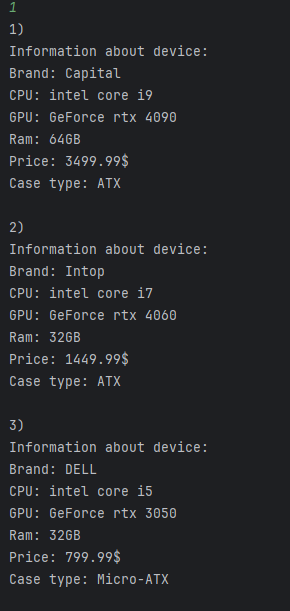 1
1)
Information about device:
Brand: Capital
CPU: intel core i9
GPU: GeForce rtx 4090
Ram: 64GB
Price: 3499.99$
Case type: ATX
2)
Information about device:
Brand: Intop
CPU: intel core i7
GPU: GeForce rtx 4060
Ram: 32GB
Price: 1449.99$
Case type: ATX
3)
Information about device:
Brand: DELL
CPU: intel core i5
GPU: GeForce rtx 3050
Ram: 32GB
Price: 799.99$
Case type: Micro-ATX